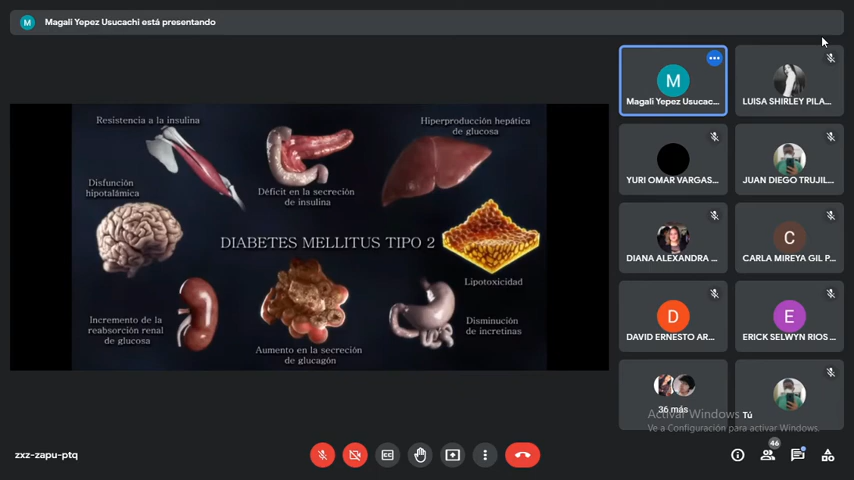 M
Magali Yepez Usucachi está presentando
Resistencia a la insulina
Hiperproducción hepática
de glucosa
Disfunción
hipotalámica
Déficit en la secreción
de insulina
DIABETES MELLITUS TIPO 2
Lipotoxicidad
Incremento de la
reabsorción renal
de glucosa
Aumento en la secreción
de glucagón
Disminución
de incretinas
M
Magali Yepez Usucac...
LUISA SHIRLEY PILA...
YURI OMAR VARGAS...
JUAN DIEGO TRUJIL...
DIANA ALEXANDRA ...
C
CARLA MIREYA GIL P...
D
DAVID ERNESTO AR...
E
ERICK SELWYN RIOS ...
36 más
Tú
Activar Windows
Ve a Configuración para activar Windows.
zxz-zapu-ptq
CC
46